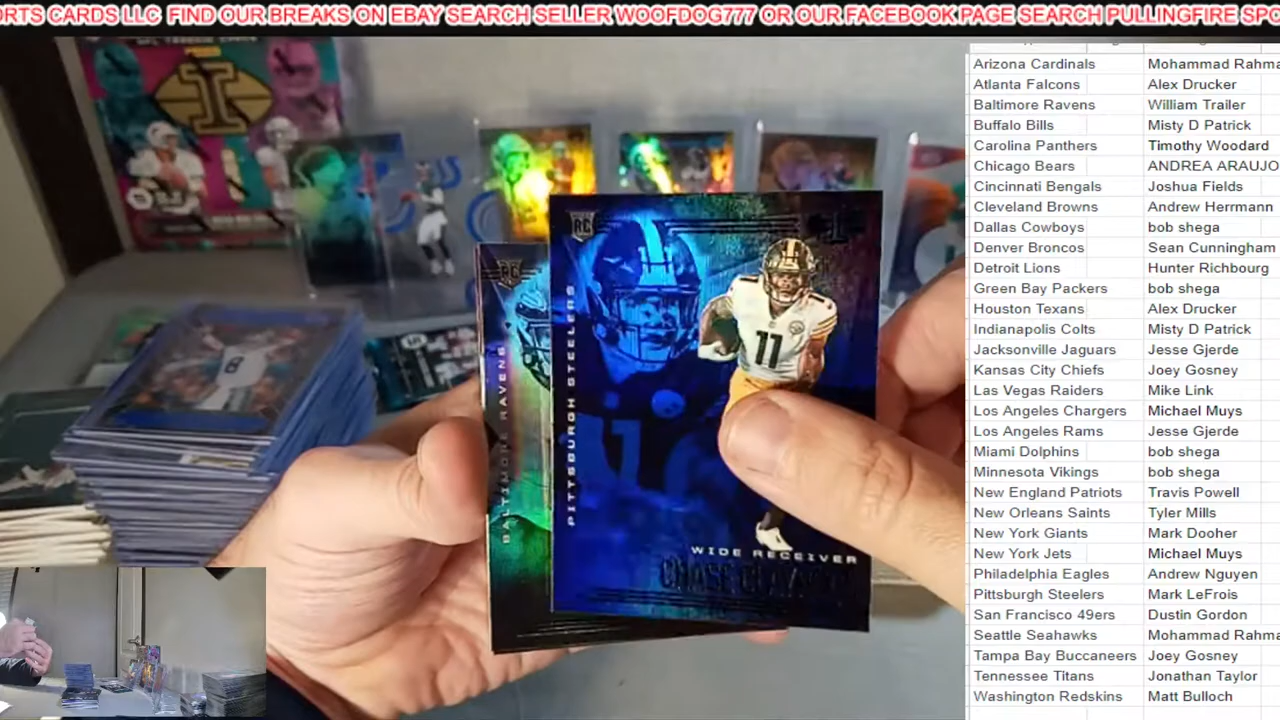 ORTS CARDS LLC FIND OUR BREAKS ON EBAY SEARCH SELLER WOOFDOG777 OR OUR FACEBOOK PAGE SEARCH PULLINGFIRE SPO
Arizona Cardinals Mohammad Rahma
Atlanta Falcons Alex Drucker
Baltimore Ravens William Trailer
Buffalo Bills Misty D Patrick
Carolina Panthers Timothy Woodard
Chicago Bears ANDREA ARAUJO
Cincinnati Bengals Joshua Fields
Cleveland Browns Andrew Herrmann
Dallas Cowboys bob shega
Denver Broncos Sean Cunningham
Detroit Lions Hunter Richbourg
Green Bay Packers bob shega
Houston Texans Alex Drucker
Indianapolis Colts Misty D Patrick
Jacksonville Jaguars Jesse Gjerde
Kansas City Chiefs Joey Gosney
Las Vegas Raiders Mike Link
Los Angeles Chargers Michael Muys
Los Angeles Rams Jesse Gjerde
Miami Dolphins bob shega
Minnesota Vikings bob shega
New England Patriots Travis Powell
New Orleans Saints Tyler Mills
New York Giants Mark Dooher
New York Jets Michael Muys
Philadelphia Eagles Andrew Nguyen
Pittsburgh Steelers Mark LeFrois
San Francisco 49ers Dustin Gordon
Seattle Seahawks Mohammad Rahma
Tampa Bay Buccaneers Joey Gosney
Tennessee Titans Jonathan Taylor
Washington Redskins Matt Bulloch
RC
PITTSBURGH STEELERS
11
11
WIDE RECEIVER
CHASE CLAYPOOL
RC
BALTIMORE RAVENS
8